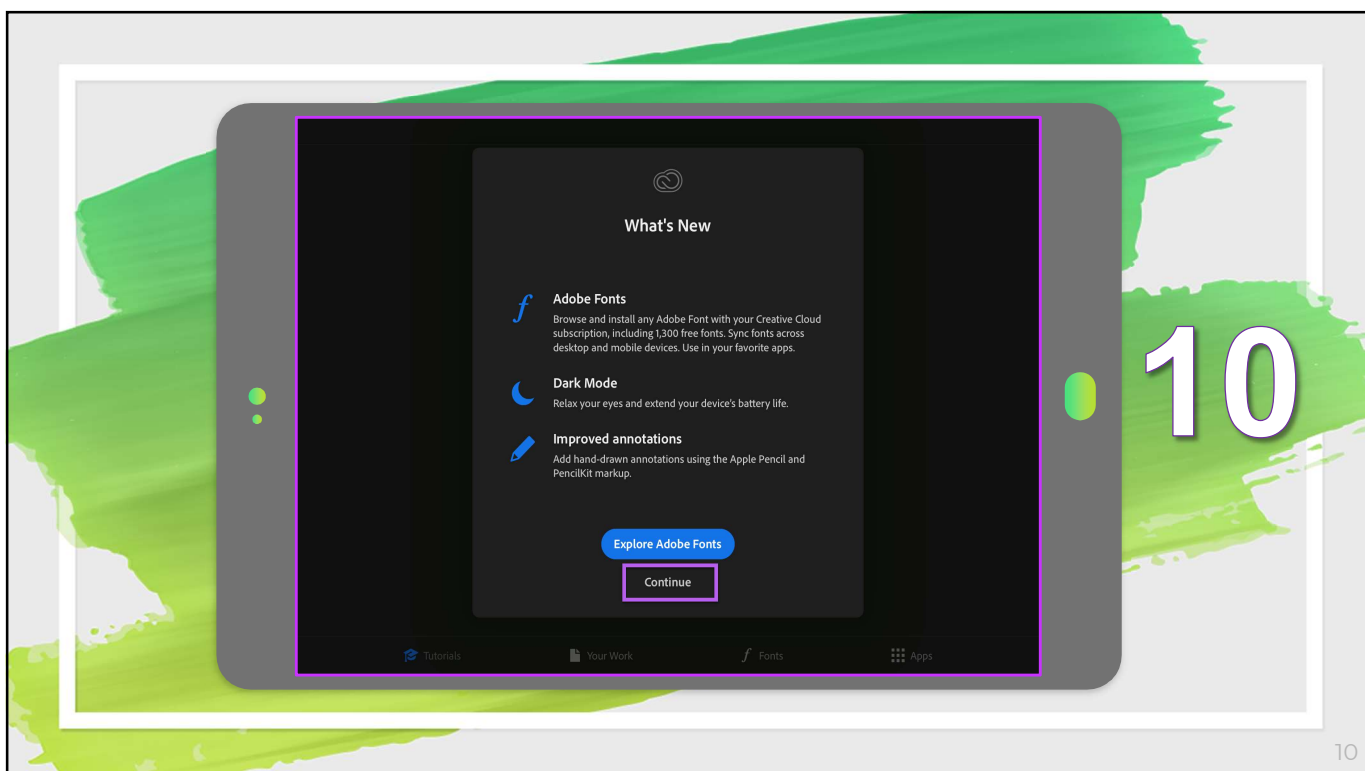 What's New
Adobe Fonts
Browse and install any Adobe Font with your Creative Cloud
subscription, including 1,300 free fonts. Sync fonts across
desktop and mobile devices. Use in your favorite apps.
Dark Mode
Relax your eyes and extend your device's battery life.
Improved annotations
Add hand-drawn annotations using the Apple Pencil and
PencilKit markup.
Explore Adobe Fonts
Continue
Tutorials Your Work Fonts Apps
10
10